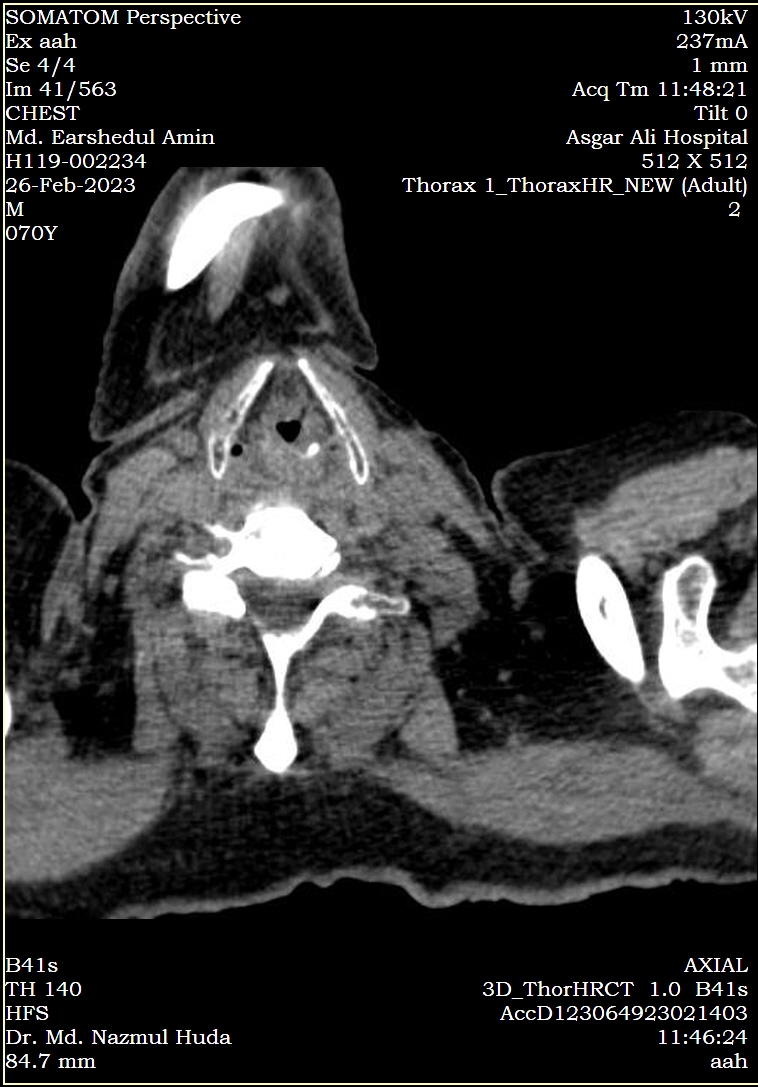 SOMATOM Perspective
Ex aah
Se 4/4
Im 41/563
CHEST
Md. Earshedul Amin
H119-002234
26-Feb-2023
M
070Y
130kV
237mA
1 mm
Acq Tm 11:48:21
Tilt 0
Asgar Ali Hospital
512 X 512
Thorax 1_ThoraxHR_NEW (Adult)
2
B41s
TH 140
HFS
Dr. Md. Nazmul Huda
84.7 mm
AXIAL
3D_ThorHRCT 1.0 B41s
AccD123064923021403
11:46:24
aah